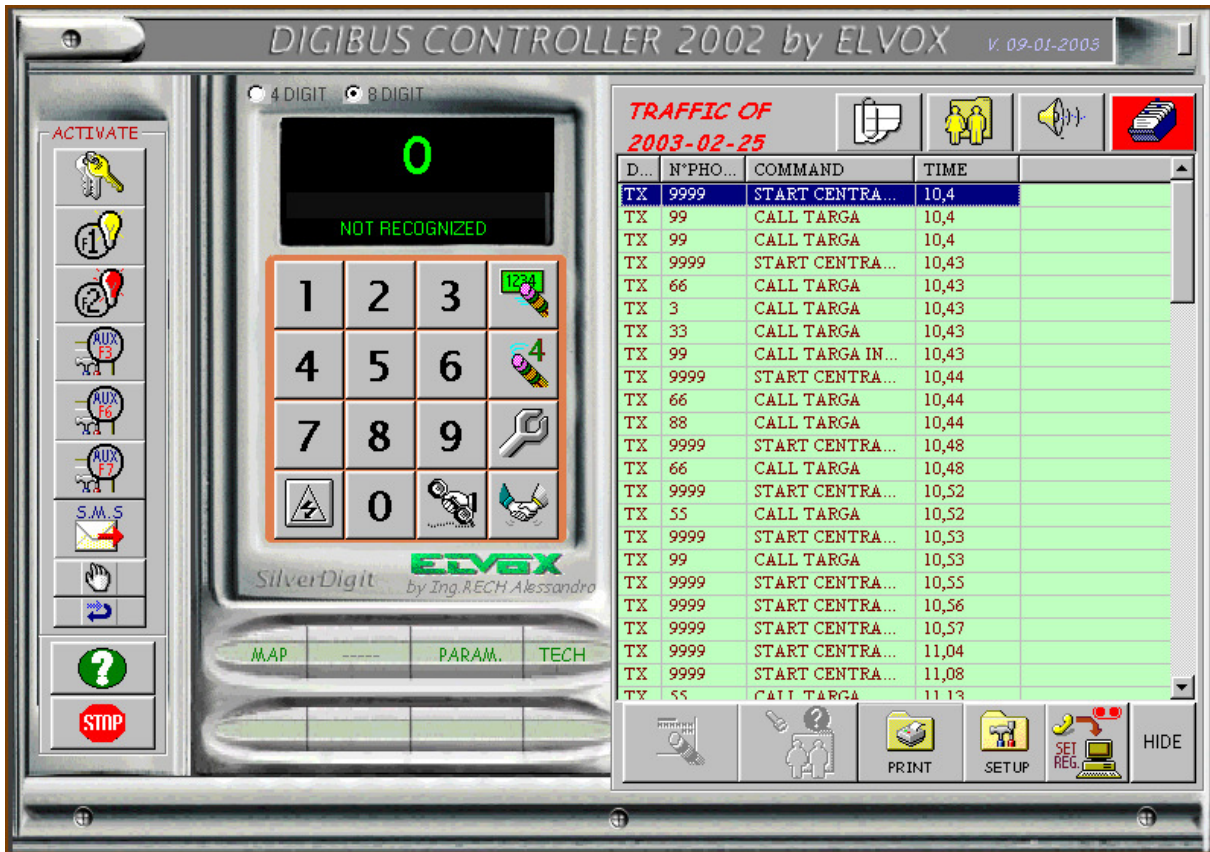 DIGIBUS CONTROLLER 2002 by ELVOX V. 09-01-2003
4 DIGIT 8 DIGIT
ACTIVATE
F1
F2
AUX
F3
AUX
F6
AUX
F7
S.M.S
STOP
0
NOT RECOGNIZED
1 2 3 1234
4 5 6 4
7 8 9
0
SilverDigit
ELVOX
by Ing.RECH Alessandro
MAP ----- PARAM. TECH
TRAFFIC OF
2003-02-25
D... N°PHO... COMMAND TIME
TX 9999 START CENTRA... 10,4
TX 99 CALL TARGA 10,4
TX 99 CALL TARGA 10,4
TX 9999 START CENTRA... 10,43
TX 66 CALL TARGA 10,43
TX 3 CALL TARGA 10,43
TX 33 CALL TARGA 10,43
TX 99 CALL TARGA IN... 10,43
TX 9999 START CENTRA... 10,44
TX 66 CALL TARGA 10,44
TX 88 CALL TARGA 10,44
TX 9999 START CENTRA... 10,48
TX 66 CALL TARGA 10,48
TX 9999 START CENTRA... 10,52
TX 55 CALL TARGA 10,52
TX 9999 START CENTRA... 10,53
TX 99 CALL TARGA 10,53
TX 9999 START CENTRA... 10,55
TX 9999 START CENTRA... 10,56
TX 9999 START CENTRA... 10,57
TX 9999 START CENTRA... 11,04
TX 9999 START CENTRA... 11,08
TX 55 CALL TARGA 11,13
PRINT SETUP SET
REG. HIDE